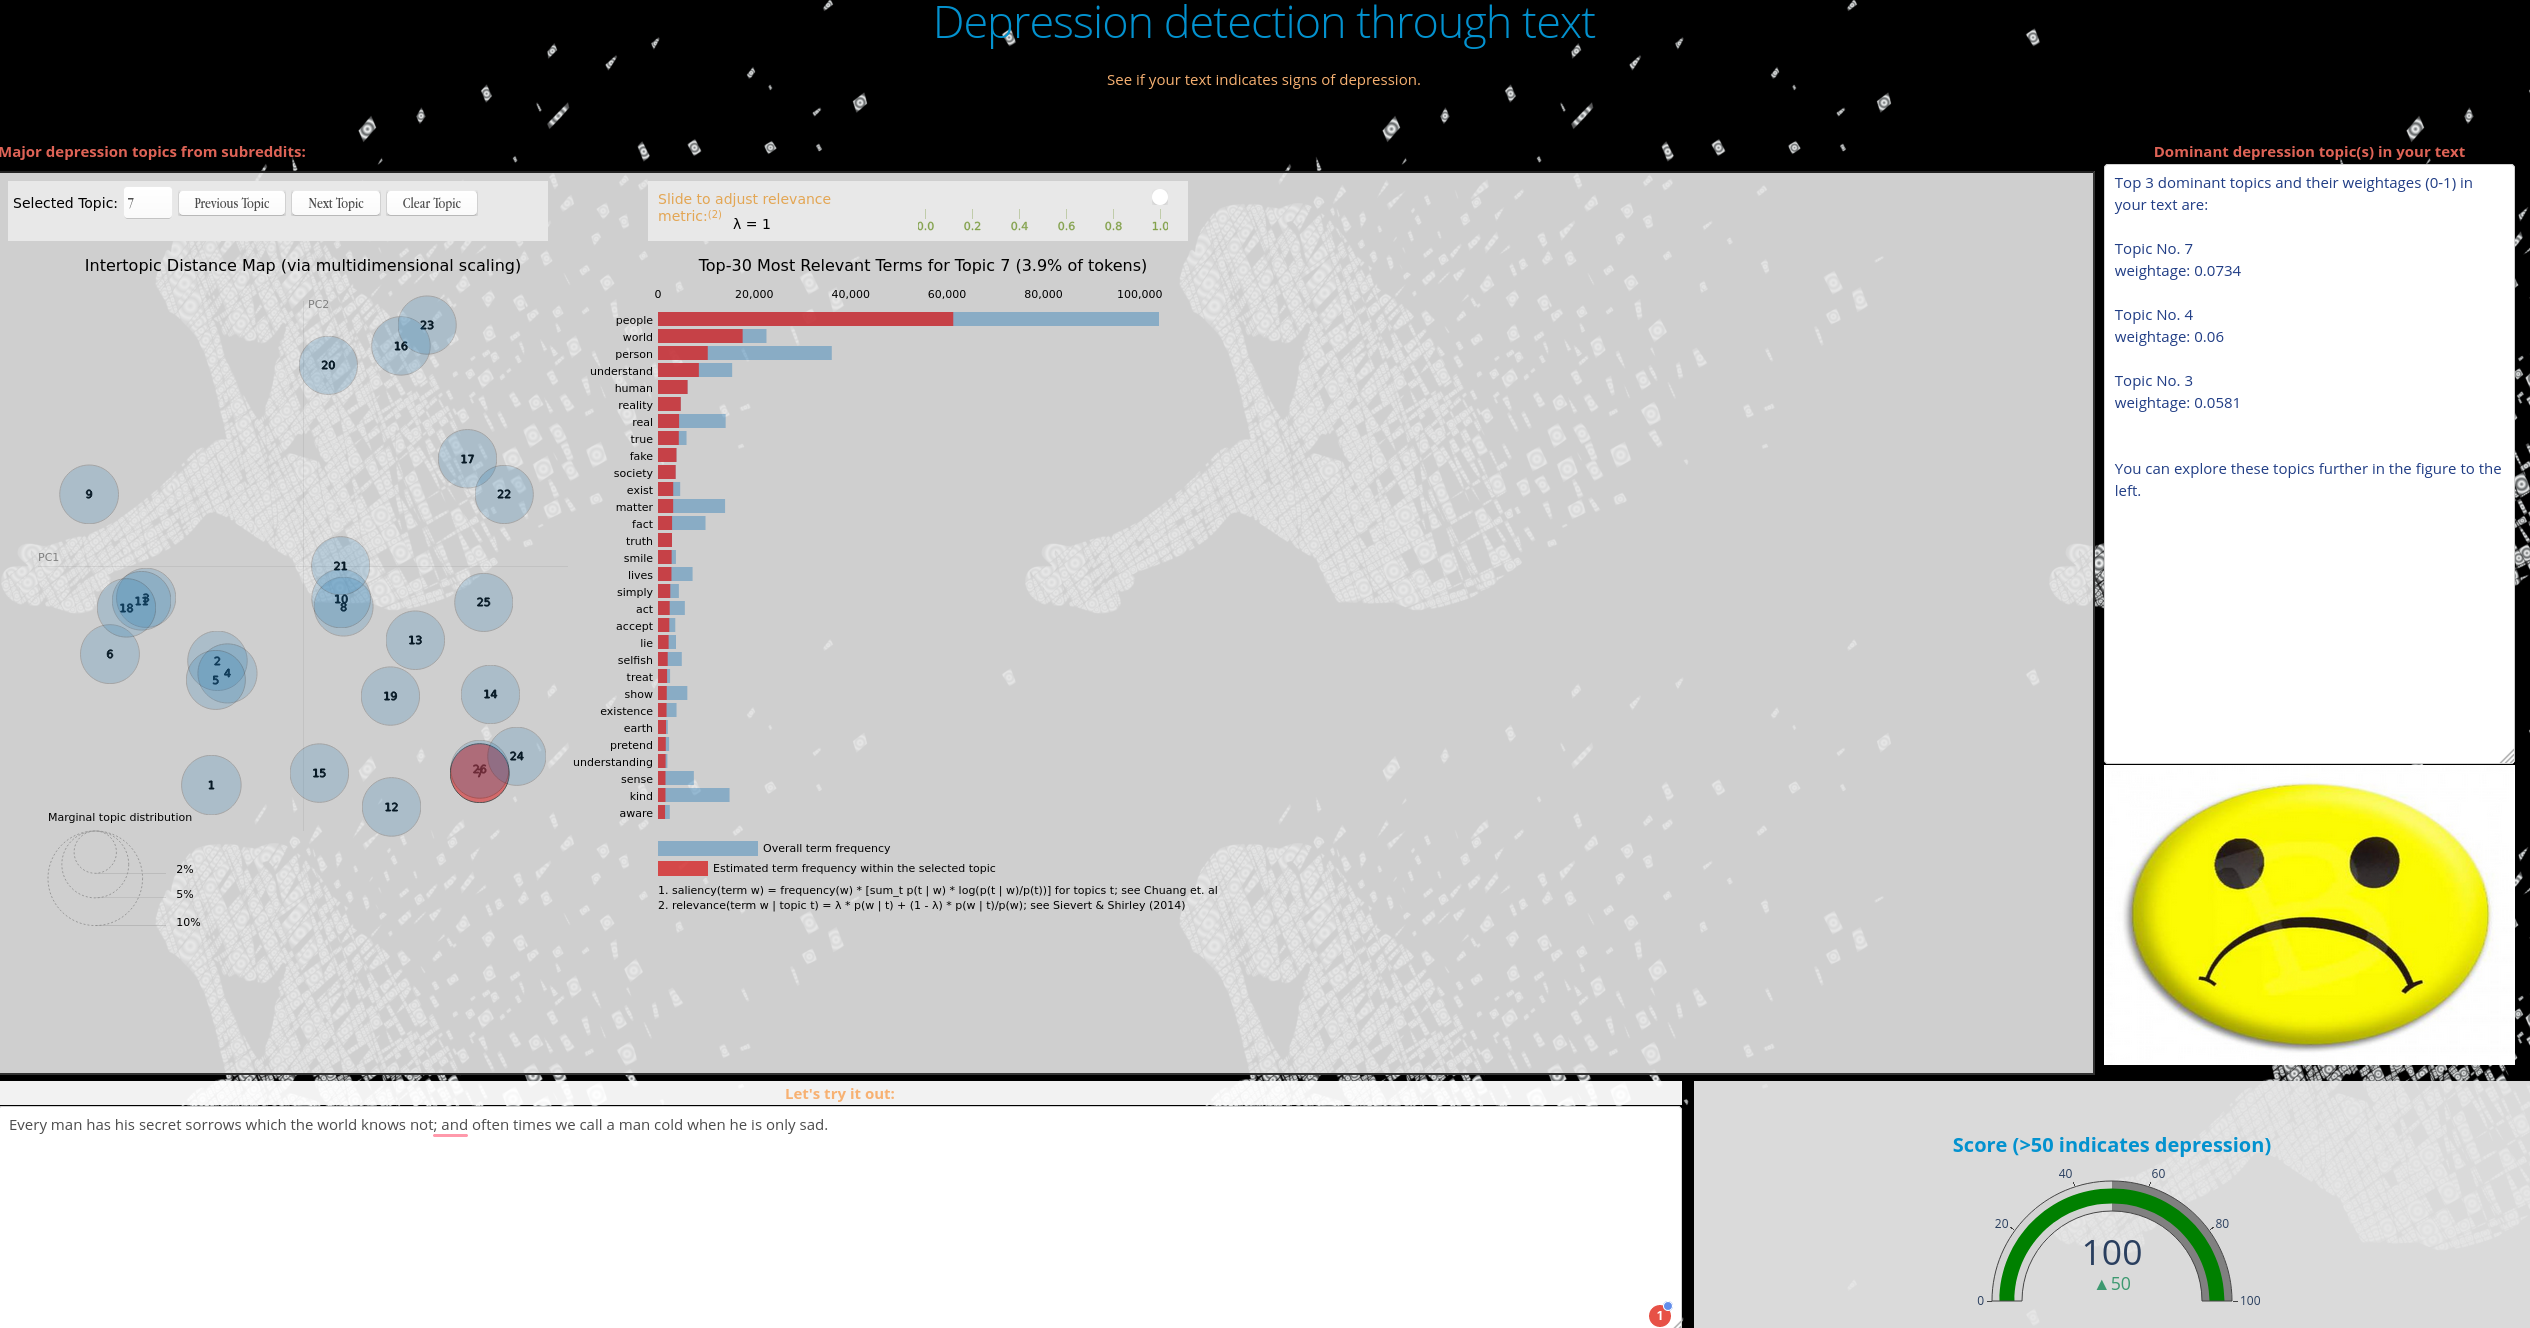 Depression detection through text
See if your text indicates signs of depression.
Major depression topics from subreddits:
Selected Topic: 7 Previous Topic Next Topic Clear Topic
Slide to adjust relevance
metric:(2)
λ = 1
0.0 0.2 0.4 0.6 0.8 1.0
Intertopic Distance Map (via multidimensional scaling)
PC2
PC1
23
16
20
17
22
9
21
10
8
25
18
11
3
13
6
2
4
5
19
14
24
26
7
15
1
12
Marginal topic distribution
2%
5%
10%
Top-30 Most Relevant Terms for Topic 7 (3.9% of tokens)
0 20,000 40,000 60,000 80,000 100,000
people
world
person
understand
human
reality
real
true
fake
society
exist
matter
fact
truth
smile
lives
simply
act
accept
lie
selfish
treat
show
existence
earth
pretend
understanding
sense
kind
aware
Overall term frequency
Estimated term frequency within the selected topic
1. saliency(term w) = frequency(w) * [sum_t p(t | w) * log(p(t | w)/p(t))] for topics t; see Chuang et. al
2. relevance(term w | topic t) = λ * p(w | t) + (1 - λ) * p(w | t)/p(w); see Sievert & Shirley (2014)
Dominant depression topic(s) in your text
Top 3 dominant topics and their weightages (0-1) in
your text are:
Topic No. 7
weightage: 0.0734
Topic No. 4
weightage: 0.06
Topic No. 3
weightage: 0.0581
You can explore these topics further in the figure to the
left.
Let's try it out:
Every man has his secret sorrows which the world knows not; and often times we call a man cold when he is only sad.
1
Score (>50 indicates depression)
0 20 40 60 80 100
100
▲50